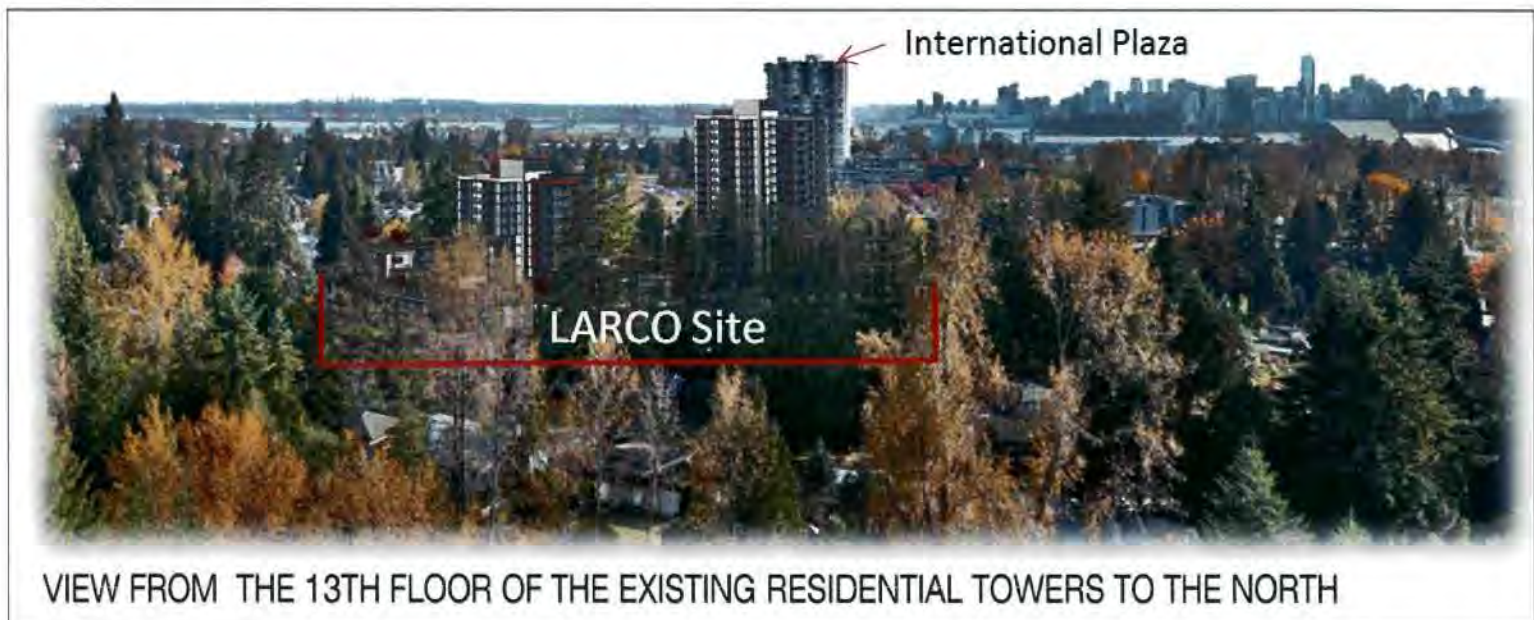 International Plaza
LARCO Site
VIEW FROM THE 13TH FLOOR OF THE EXISTING RESIDENTIAL TOWERS TO THE NORTH